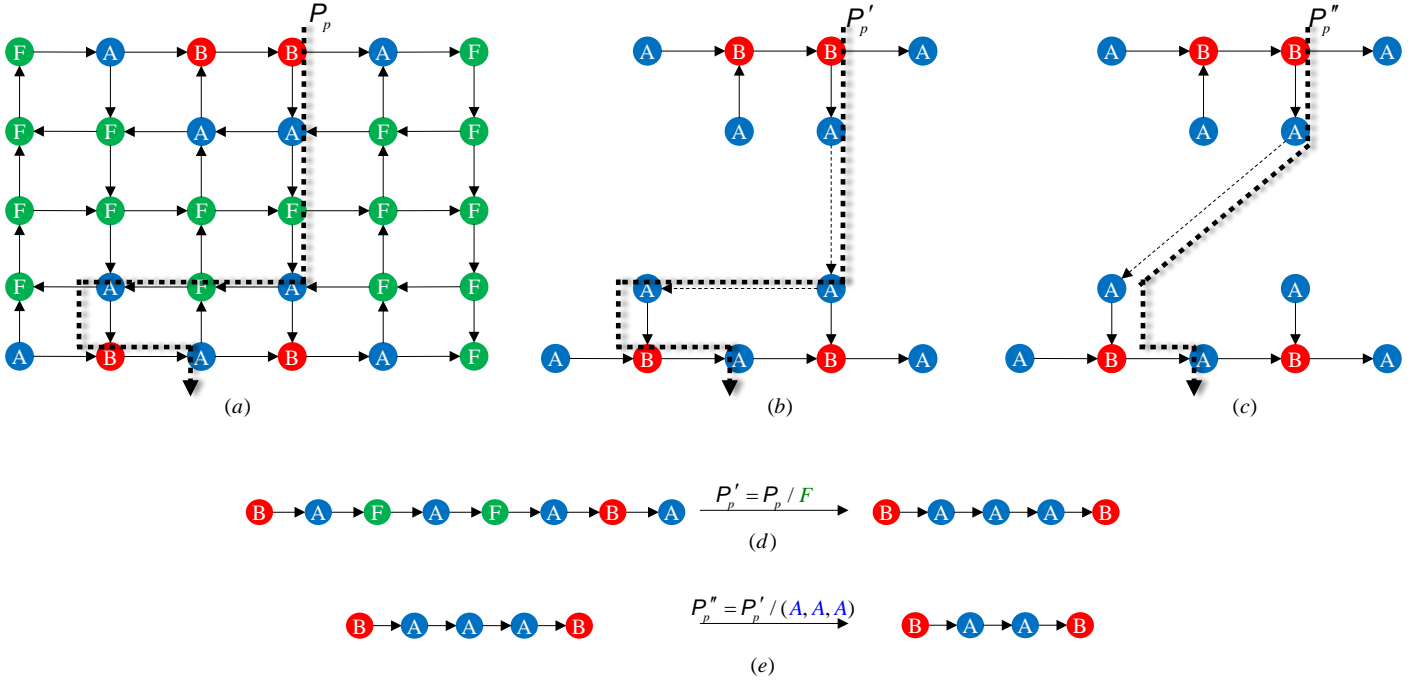 P_p P_p' P_p''
F A B B A F A B B A A B B A
F F A A F F A A A A
F F F F F F
F A F A F F A A A A
A B A B A F A B A B A A B A B A
(a) (b) (c)
B A F A F A B A P_p' = P_p / F B A A A B
(d)
B A A A B P_p'' = P_p' / (A, A, A) B A A B
(e)